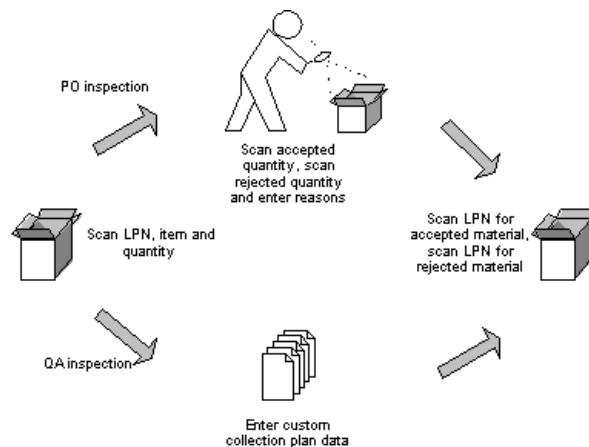 PO inspection
Scan accepted
quantity, scan
rejected quantity
and enter reasons
Scan LPN, item and
quantity
Scan LPN for
accepted material,
scan LPN for
rejected material
QA inspection
Enter custom
collection plan data